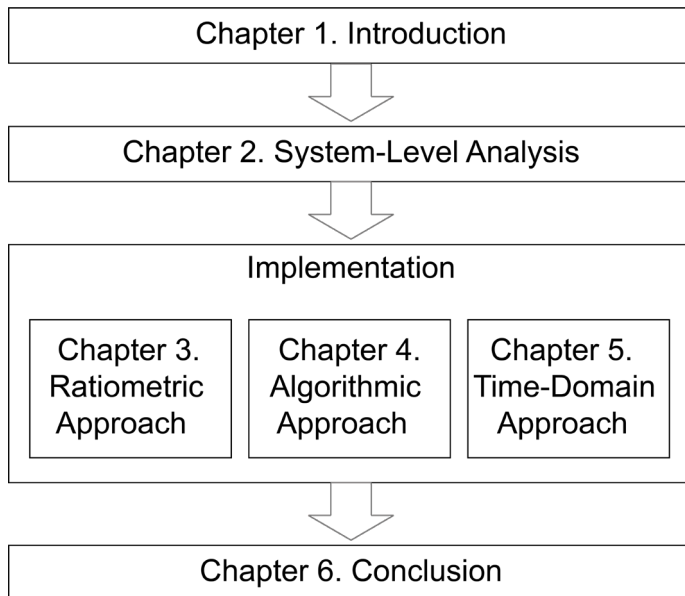 Chapter 1. Introduction
Chapter 2. System-Level Analysis
Implementation
Chapter 3.
Ratiometric
Approach
Chapter 4.
Algorithmic
Approach
Chapter 5.
Time-Domain
Approach
Chapter 6. Conclusion